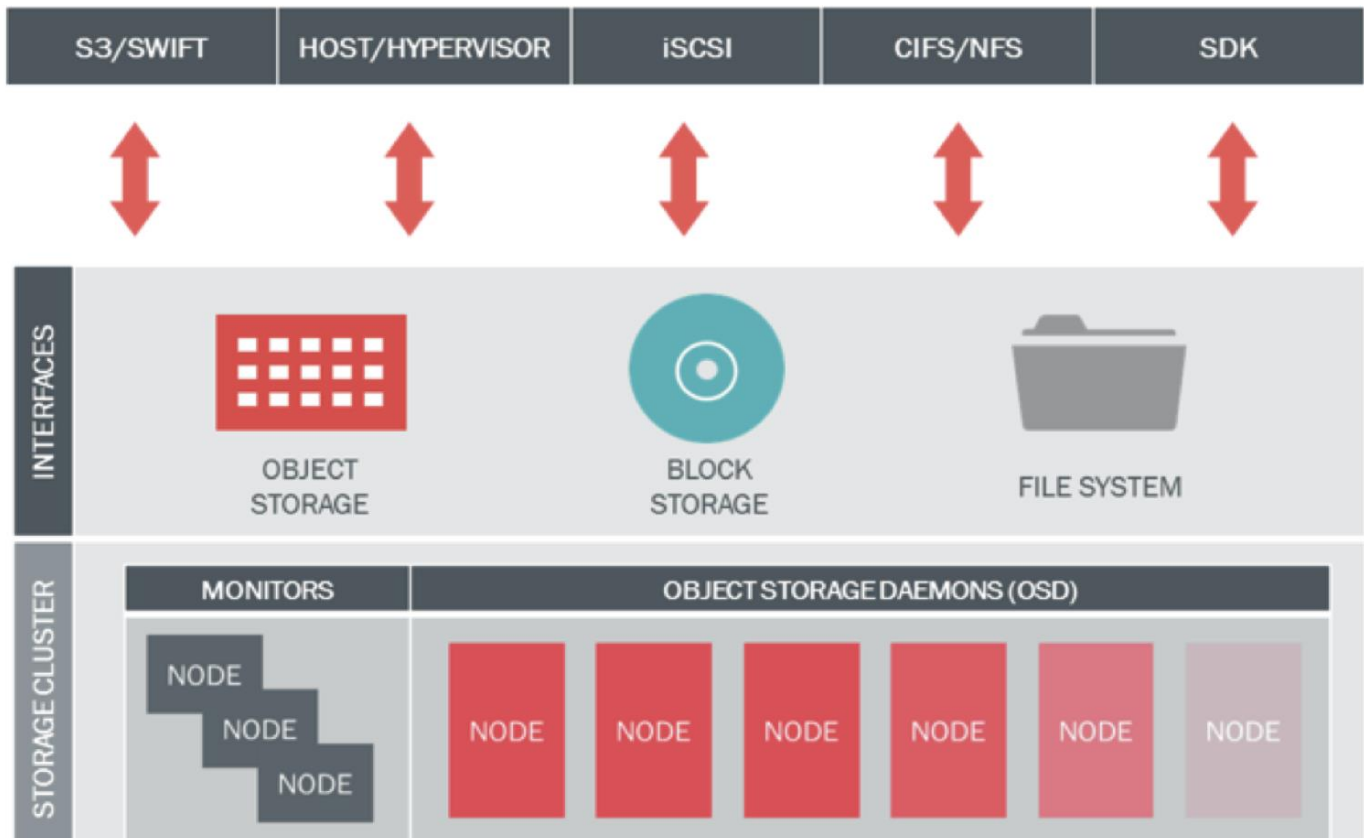 S3/SWIFT
HOST/HYPERVISOR
iSCSI
CIFS/NFS
SDK
INTERFACES
OBJECT
STORAGE
BLOCK
STORAGE
FILE SYSTEM
STORAGE CLUSTER
MONITORS
OBJECT STORAGE DAEMONS (OSD)
NODE
NODE
NODE
NODE
NODE
NODE
NODE
NODE
NODE